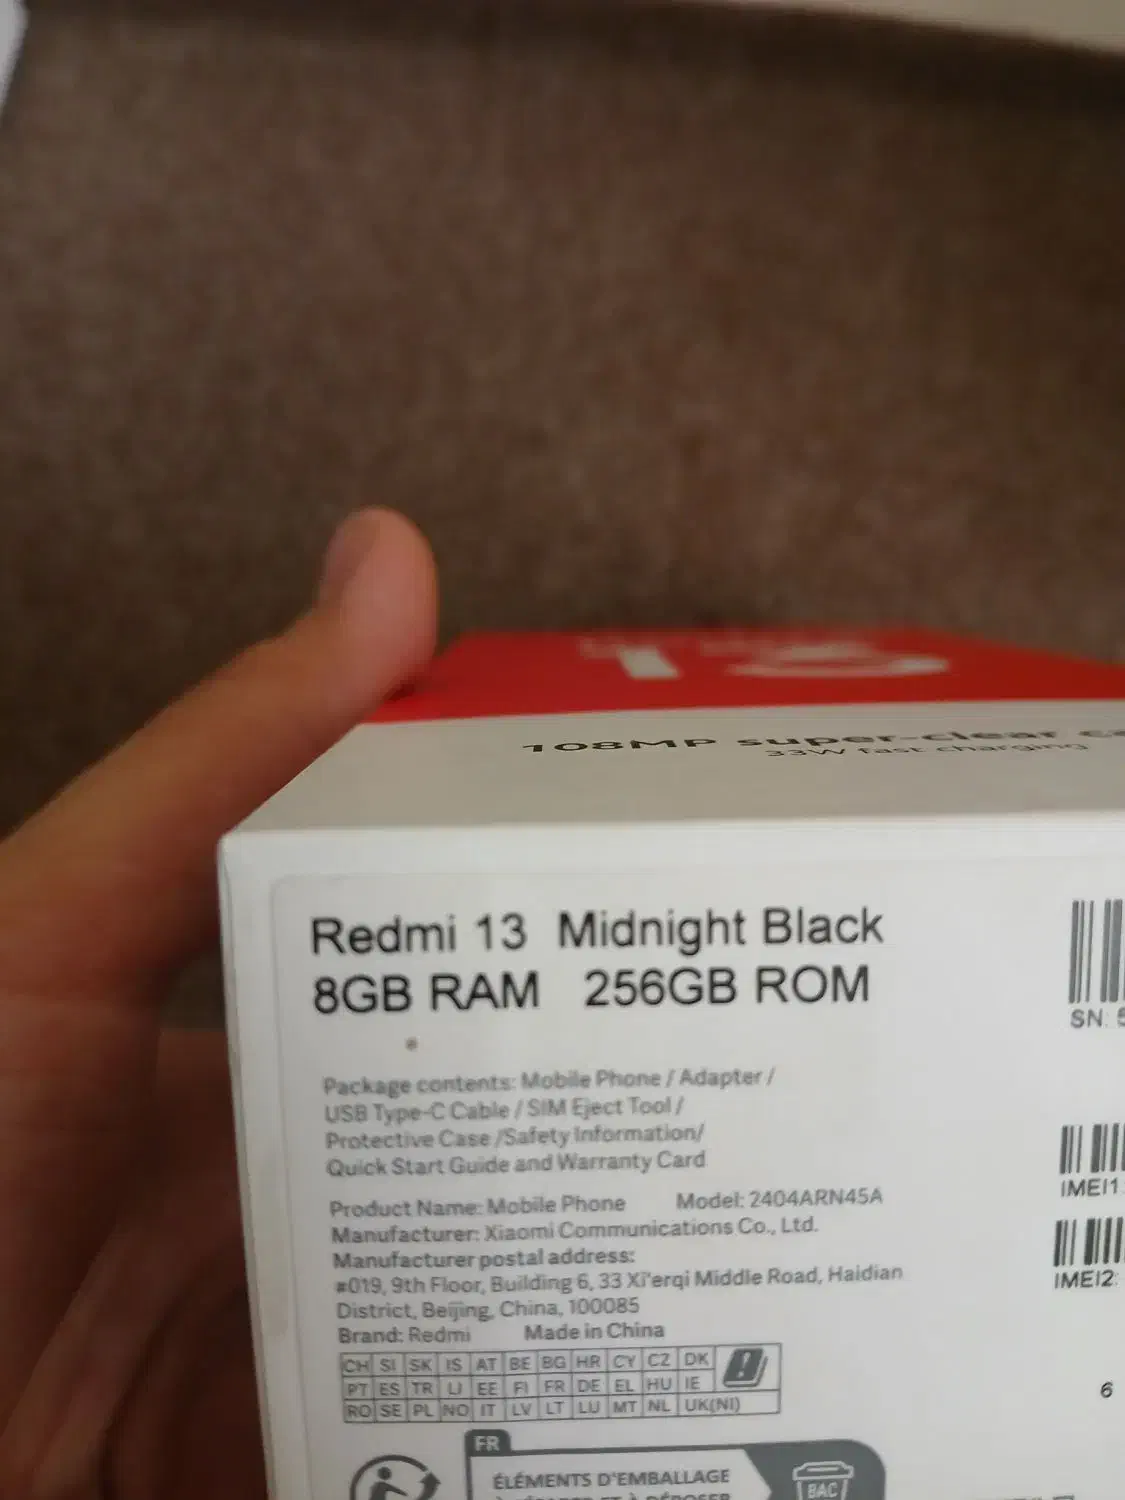 13
108MP super-clear
33W fast charging
Redmi 13 Midnight Black
8GB RAM 256GB ROM
SN:
Package contents: Mobile Phone / Adapter /
USB Type-C Cable / SIM Eject Tool /
Protective Case /Safety Information/
Quick Start Guide and Warranty Card
IMEI1
Product Name: Mobile Phone Model: 2404ARN45A
Manufacturer: Xiaomi Communications Co., Ltd.
Manufacturer postal address:
#019, 9th Floor, Building 6, 33 Xi'erqi Middle Road, Haidian
District, Beijing, China, 100085
IMEI2:
Brand: Redmi Made in China
CH SI SK IS AT BE BG HR CY CZ DK
PT ES TR LI EE FI FR DE EL HU IE
RO SE PL NO IT LV LT LU MT NL UK(NI)
6
FR
ÉLÉMENTS D'EMBALLAGE
BAC